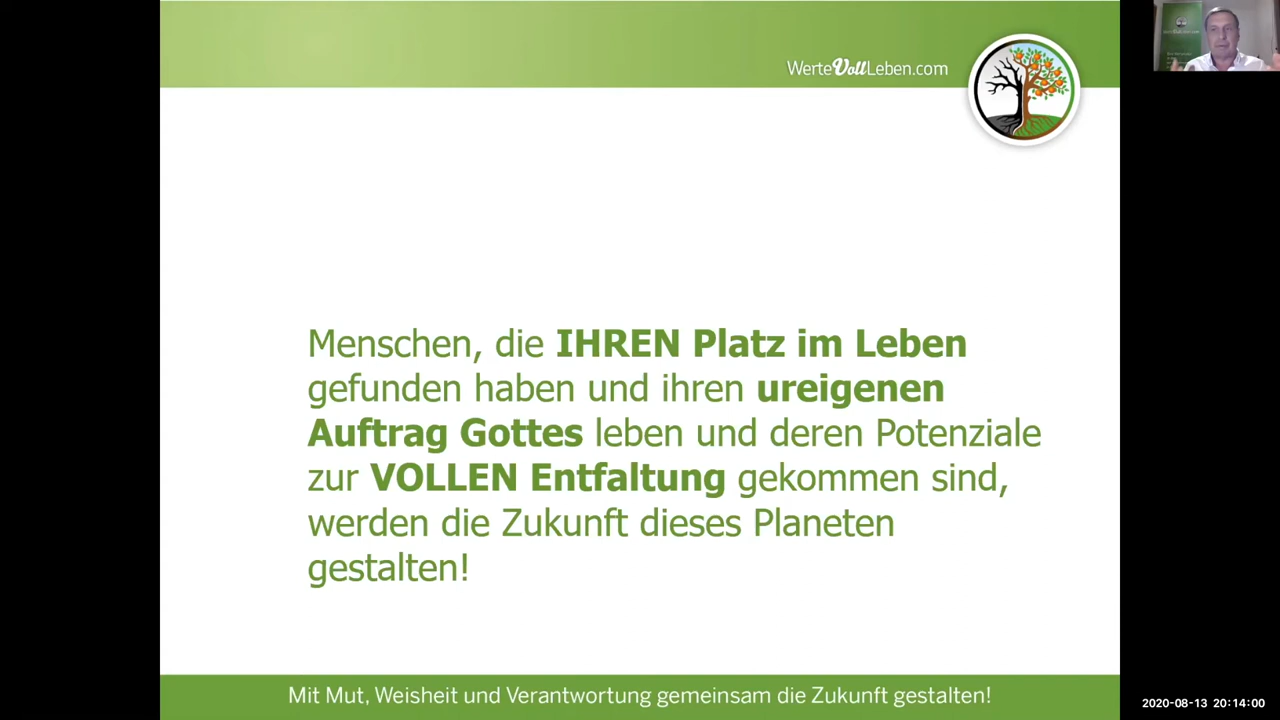 WerteVollLeben.com
Menschen, die IHREN Platz im Leben
gefunden haben und ihren ureigenen
Auftrag Gottes leben und deren Potenziale
zur VOLLEN Entfaltung gekommen sind,
werden die Zukunft dieses Planeten
gestalten!
Mit Mut, Weisheit und Verantwortung gemeinsam die Zukunft gestalten!
2020-08-13 20:14:00